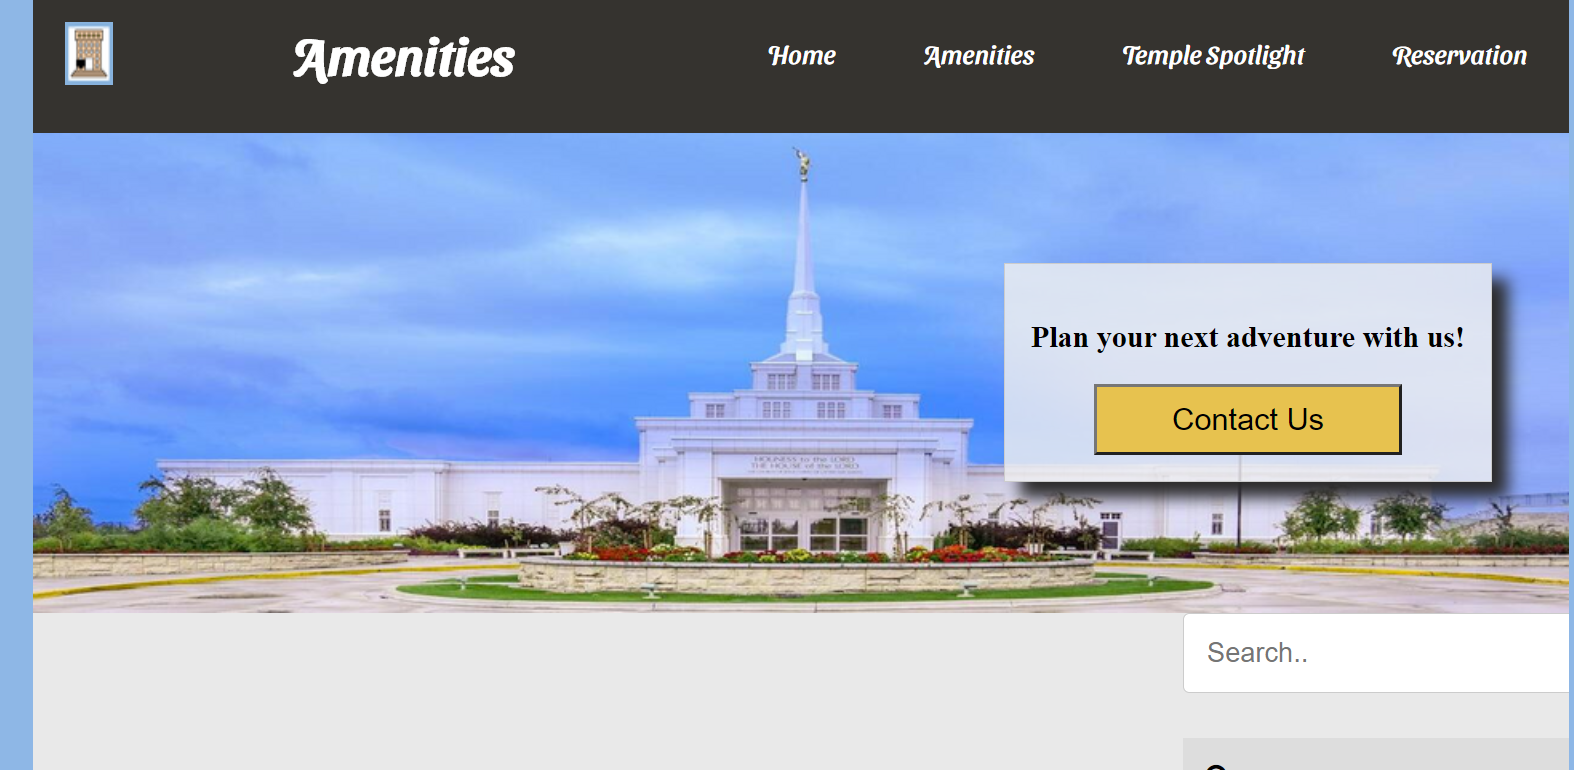 Amenities
Home
Amenities
Temple Spotlight
Reservation
HOLINESS to the LORD
THE HOUSE of the LORD
Plan your next adventure with us!
Contact Us
Search..